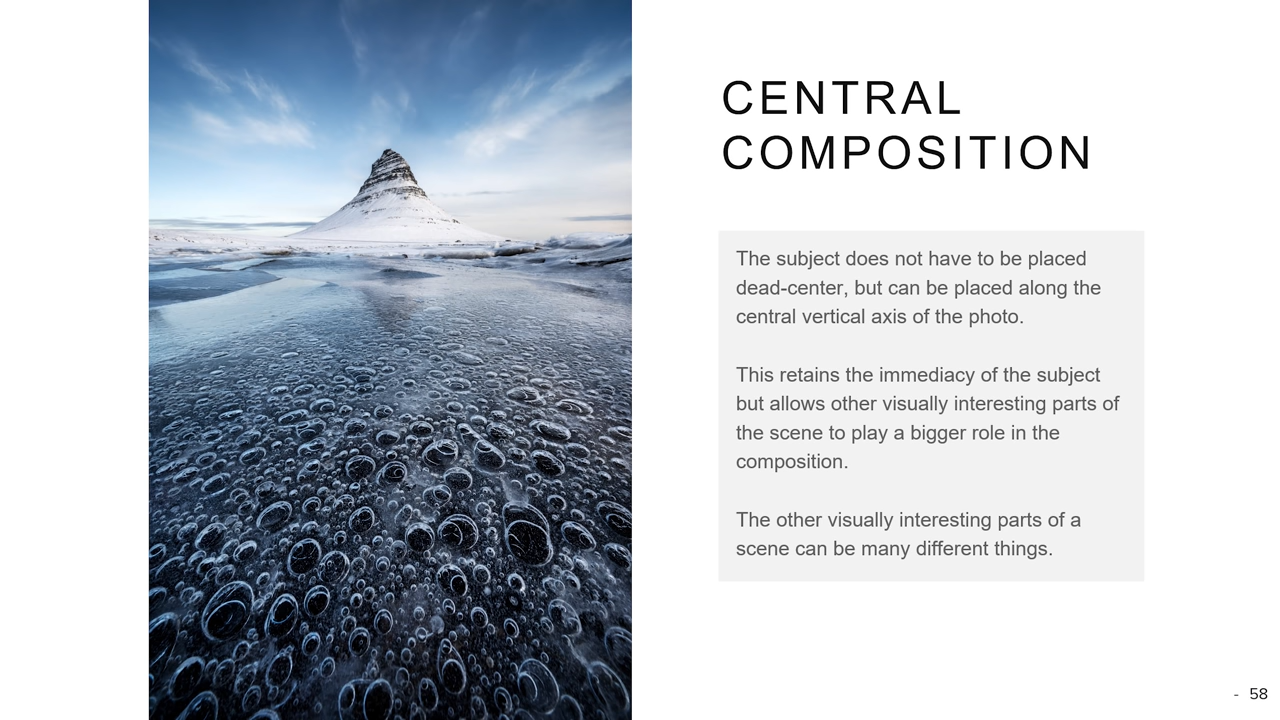 CENTRAL
COMPOSITION
The subject does not have to be placed
dead-center, but can be placed along the
central vertical axis of the photo.
This retains the immediacy of the subject
but allows other visually interesting parts of
the scene to play a bigger role in the
composition.
The other visually interesting parts of a
scene can be many different things.
- 58